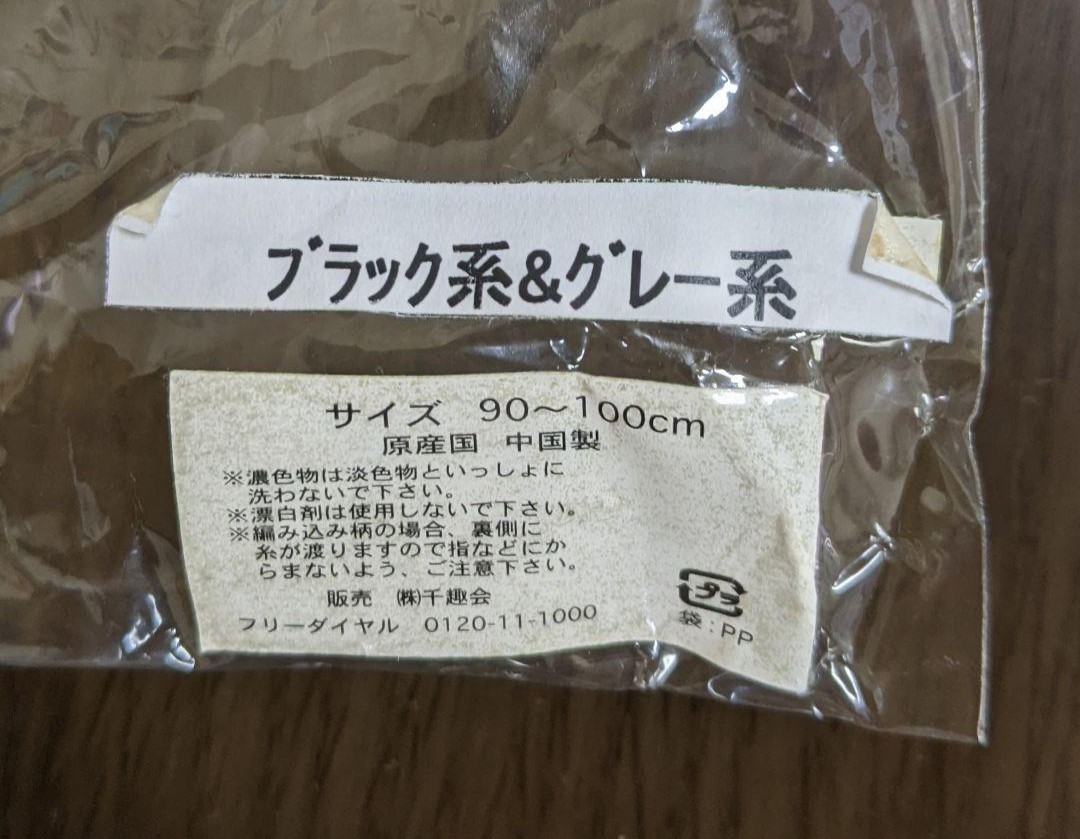 ブラック系&グレー系
サイズ 90〜100cm
原産国 中国製
※濃色物は淡色物といっしょに
洗わないで下さい。
※漂白剤は使用しないで下さい。
※編み込み柄の場合、裏側に
糸が渡りますので指などにか
らまないよう、ご注意下さい。
販売 ㈱千趣会
フリーダイヤル 0120-11-1000
プラ
袋:PP